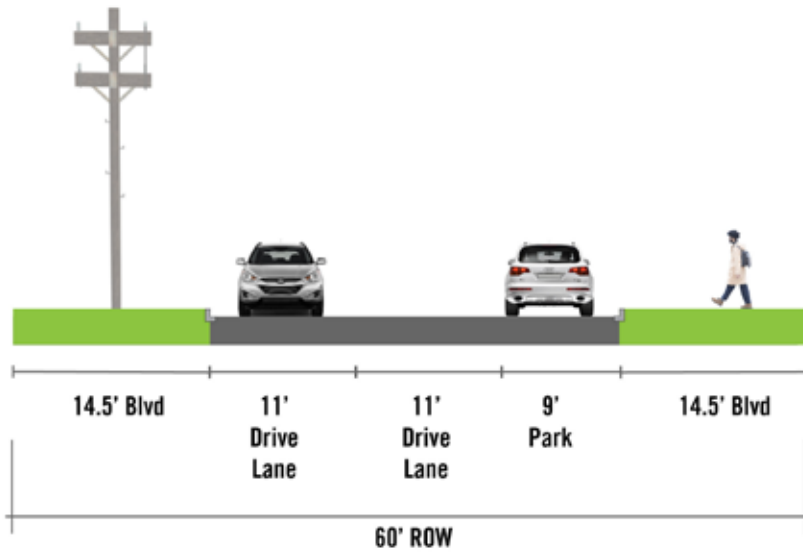 14.5' Blvd
11'
Drive
Lane
11'
Drive
Lane
9'
Park
14.5' Blvd
60' ROW